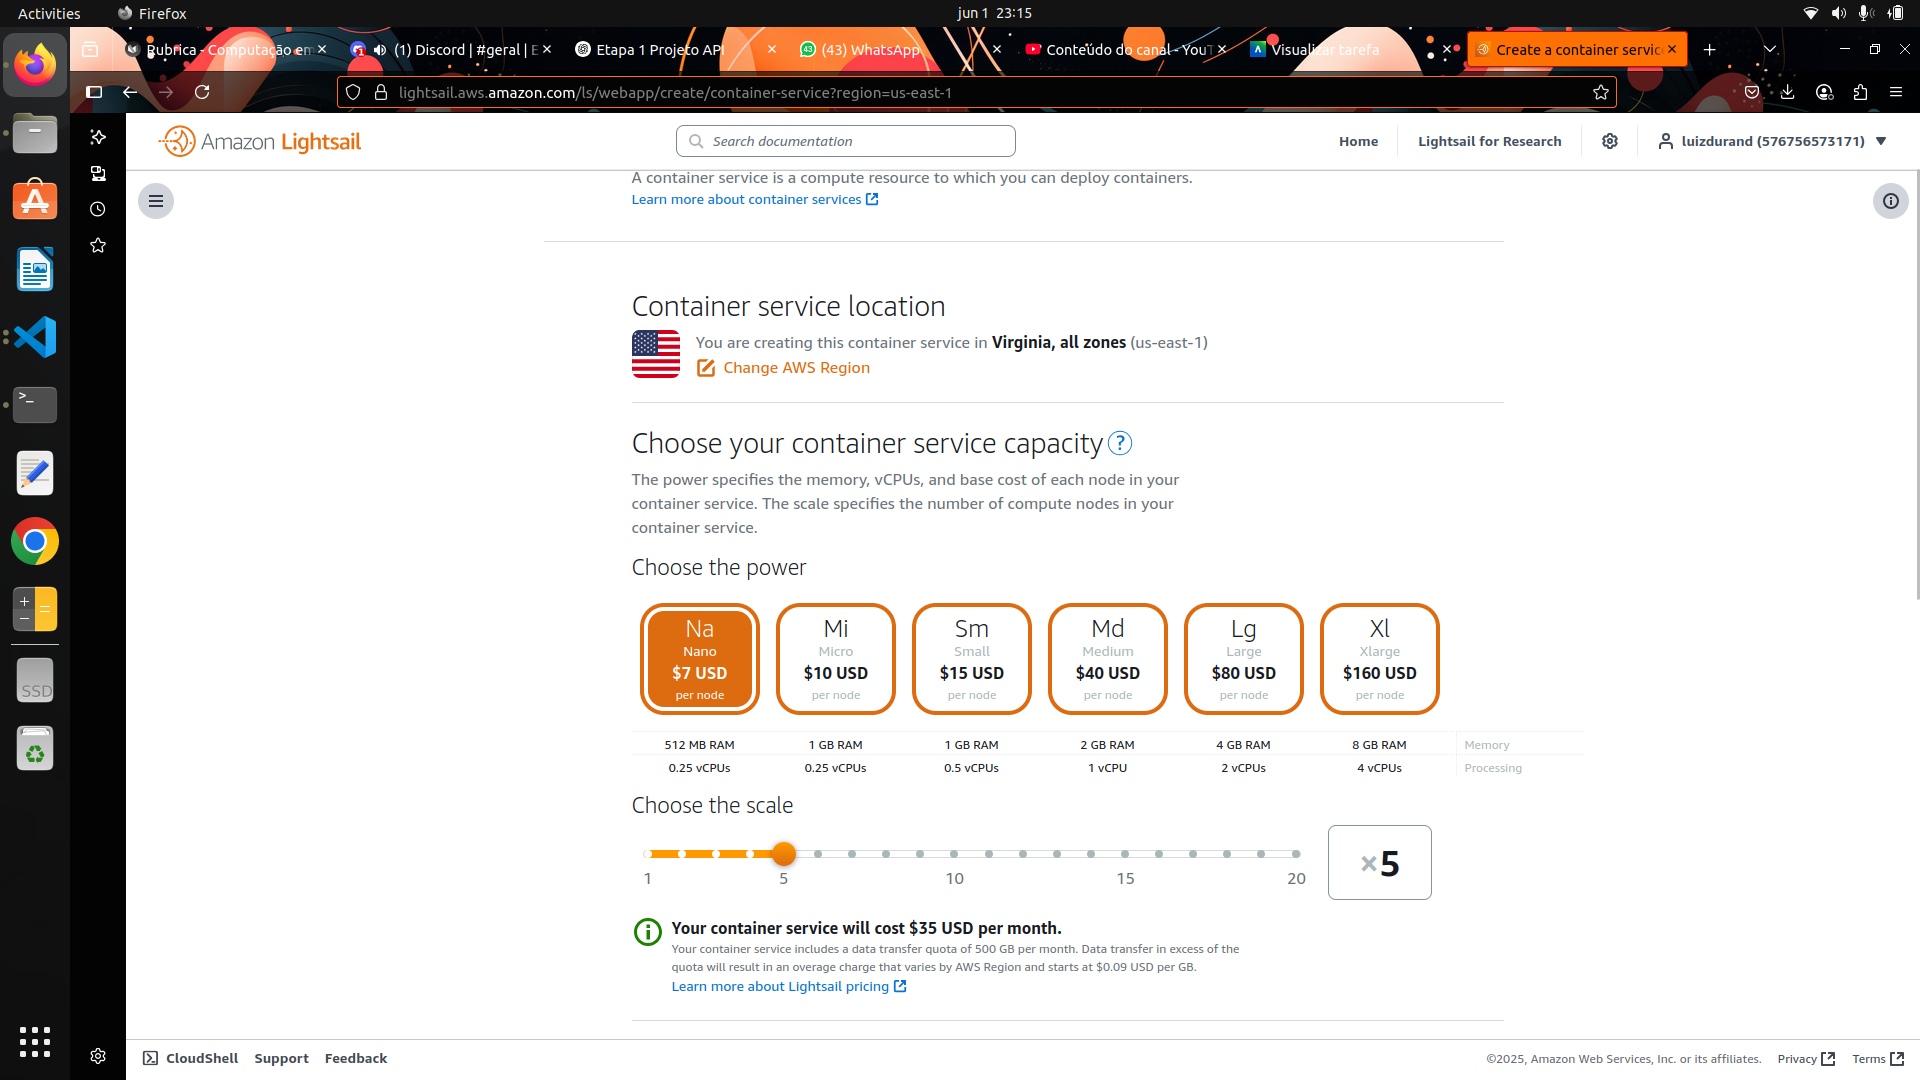 Activities
Firefox
jun 1 23:15
Rubrica - Computação em
(1) Discord | #geral | E
Etapa 1 Projeto API
(43) WhatsApp
Conteúdo do canal - YouT
Visualizar tarefa
Create a container service
lightsail.aws.amazon.com/ls/webapp/create/container-service?region=us-east-1
Amazon Lightsail
Search documentation
Home
Lightsail for Research
luizdurand (576756573171)
A container service is a compute resource to which you can deploy containers.
Learn more about container services
Container service location
You are creating this container service in Virginia, all zones (us-east-1)
Change AWS Region
Choose your container service capacity ?
The power specifies the memory, vCPUs, and base cost of each node in your
container service. The scale specifies the number of compute nodes in your
container service.
Choose the power
Na Mi Sm Md Lg Xl
Nano Micro Small Medium Large Xlarge
$7 USD $10 USD $15 USD $40 USD $80 USD $160 USD
per node per node per node per node per node per node
512 MB RAM 1 GB RAM 1 GB RAM 2 GB RAM 4 GB RAM 8 GB RAM Memory
0.25 vCPUs 0.25 vCPUs 0.5 vCPUs 1 vCPU 2 vCPUs 4 vCPUs Processing
Choose the scale
×5
1 5 10 15 20
Your container service will cost $35 USD per month.
Your container service includes a data transfer quota of 500 GB per month. Data transfer in excess of the
quota will result in an overage charge that varies by AWS Region and starts at $0.09 USD per GB.
Learn more about Lightsail pricing
SSD
CloudShell Support Feedback
©2025, Amazon Web Services, Inc. or its affiliates. Privacy Terms